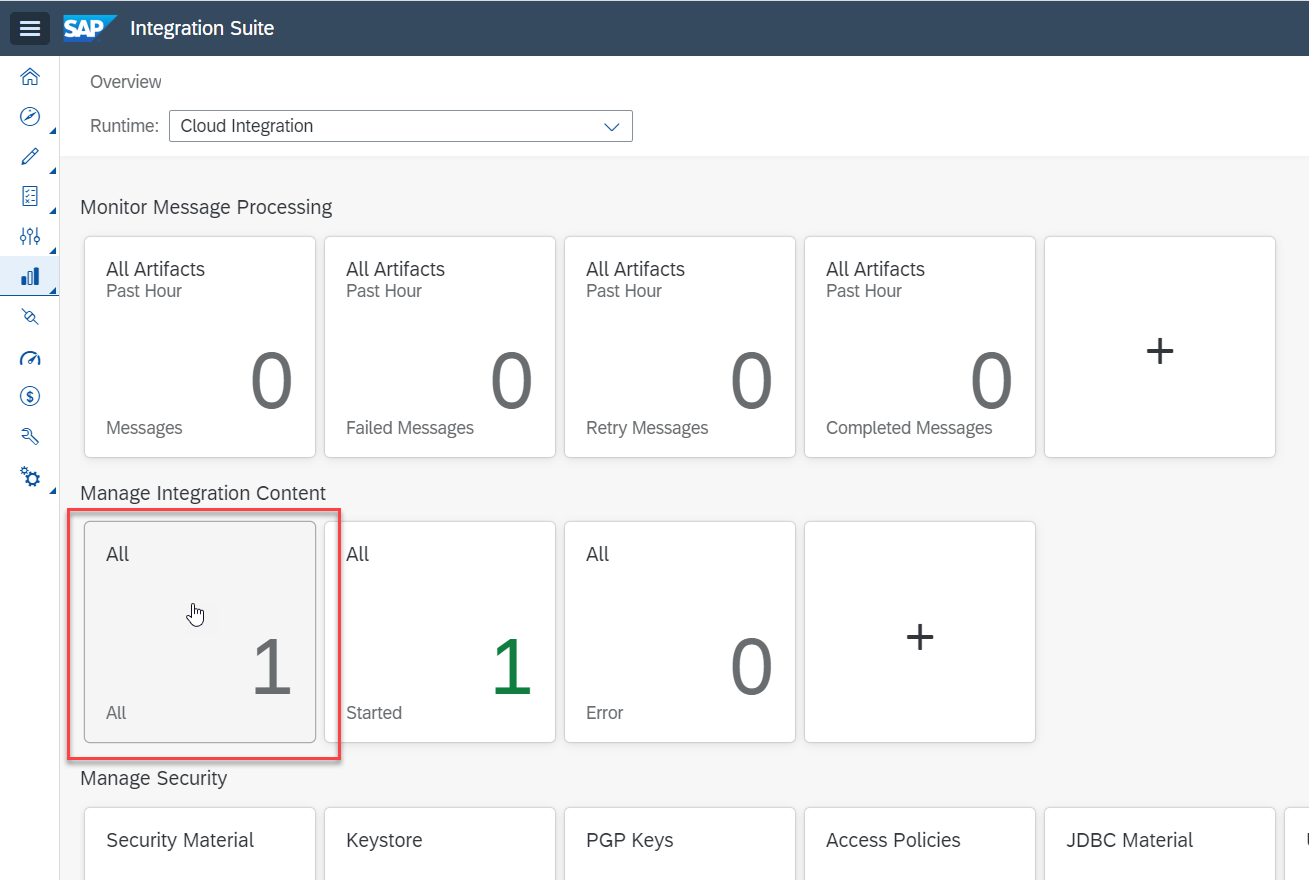 SAP Integration Suite
Overview
Runtime: Cloud Integration
Monitor Message Processing
All Artifacts
Past Hour
0
Messages
All Artifacts
Past Hour
0
Failed Messages
All Artifacts
Past Hour
0
Retry Messages
All Artifacts
Past Hour
0
Completed Messages
+
Manage Integration Content
All
1
All
All
1
Started
All
0
Error
+
Manage Security
Security Material
Keystore
PGP Keys
Access Policies
JDBC Material